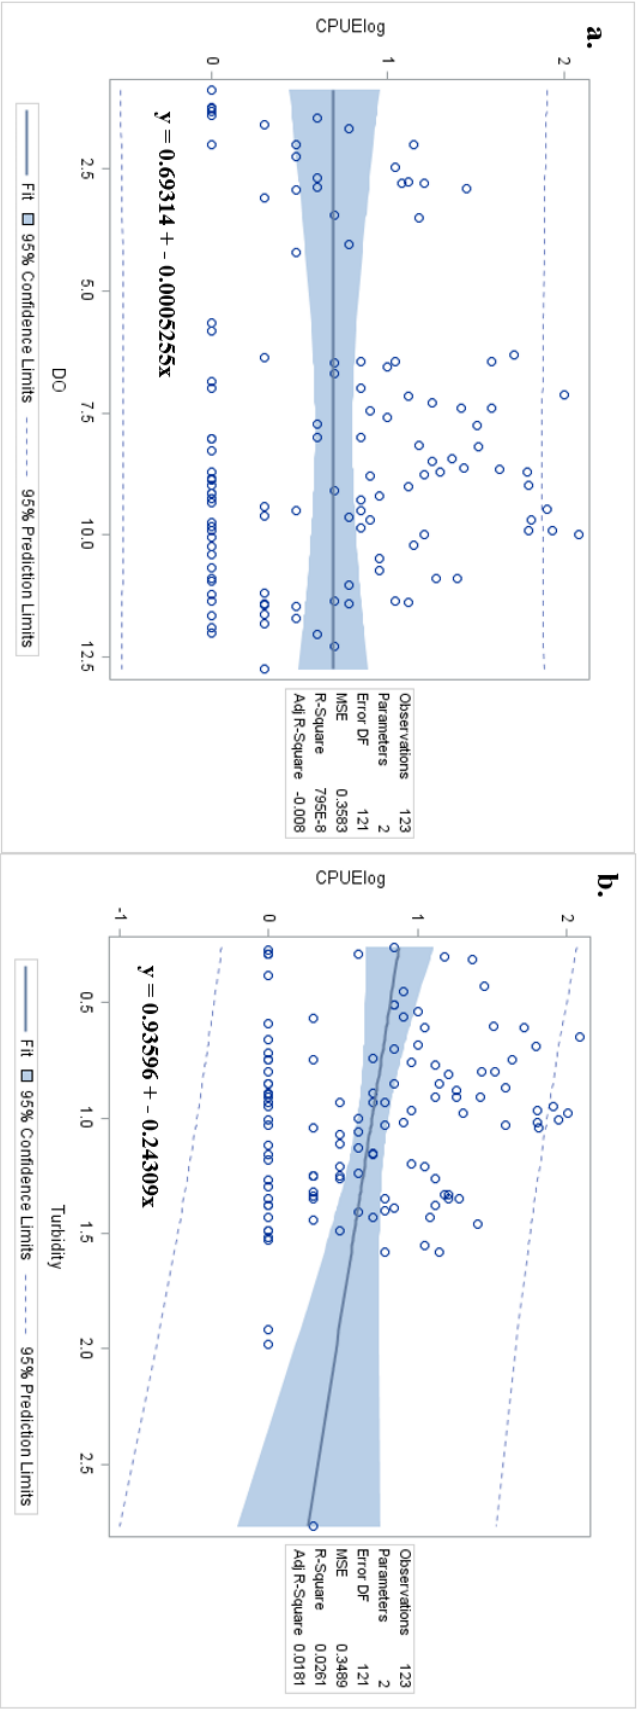 a.
CPUElog
2
1
0
y = 0.69314 + - 0.0005255x
2.5 5.0 7.5 10.0 12.5
DO
Fit 95% Confidence Limits 95% Prediction Limits
Observations 123
Parameters 2
Error DF 121
MSE 0.3583
R-Square 795E-8
Adj R-Square -0.008
b.
CPUElog
2
1
0
-1
y = 0.93596 + - 0.24309x
0.5 1.0 1.5 2.0 2.5
Turbidity
Fit 95% Confidence Limits 95% Prediction Limits
Observations 123
Parameters 2
Error DF 121
MSE 0.3489
R-Square 0.0261
Adj R-Square 0.0181